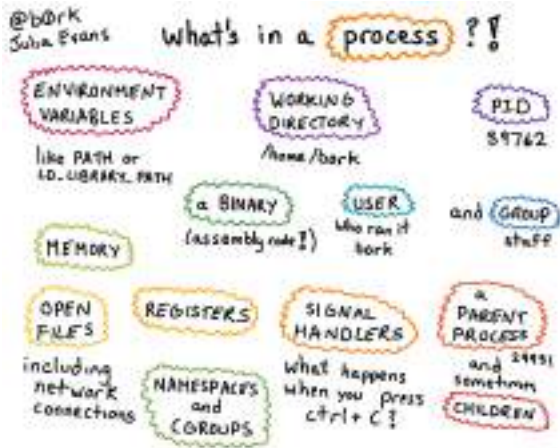 @b0rk
Julia Evans
what's in a process?!
ENVIRONMENT
VARIABLES
like PATH or
LD_LIBRARY_PATH
WORKING
DIRECTORY
/home/bork
PID
39762
a BINARY
(assembly code!)
USER
who ran it
bork
and GROUP
stuff
MEMORY
OPEN
FILES
including
network
connections
REGISTERS
NAMESPACES
and
CGROUPS
SIGNAL
HANDLERS
what happens
when you press
ctrl+C?
a
PARENT
PROCESS
and
sometimes
CHILDREN